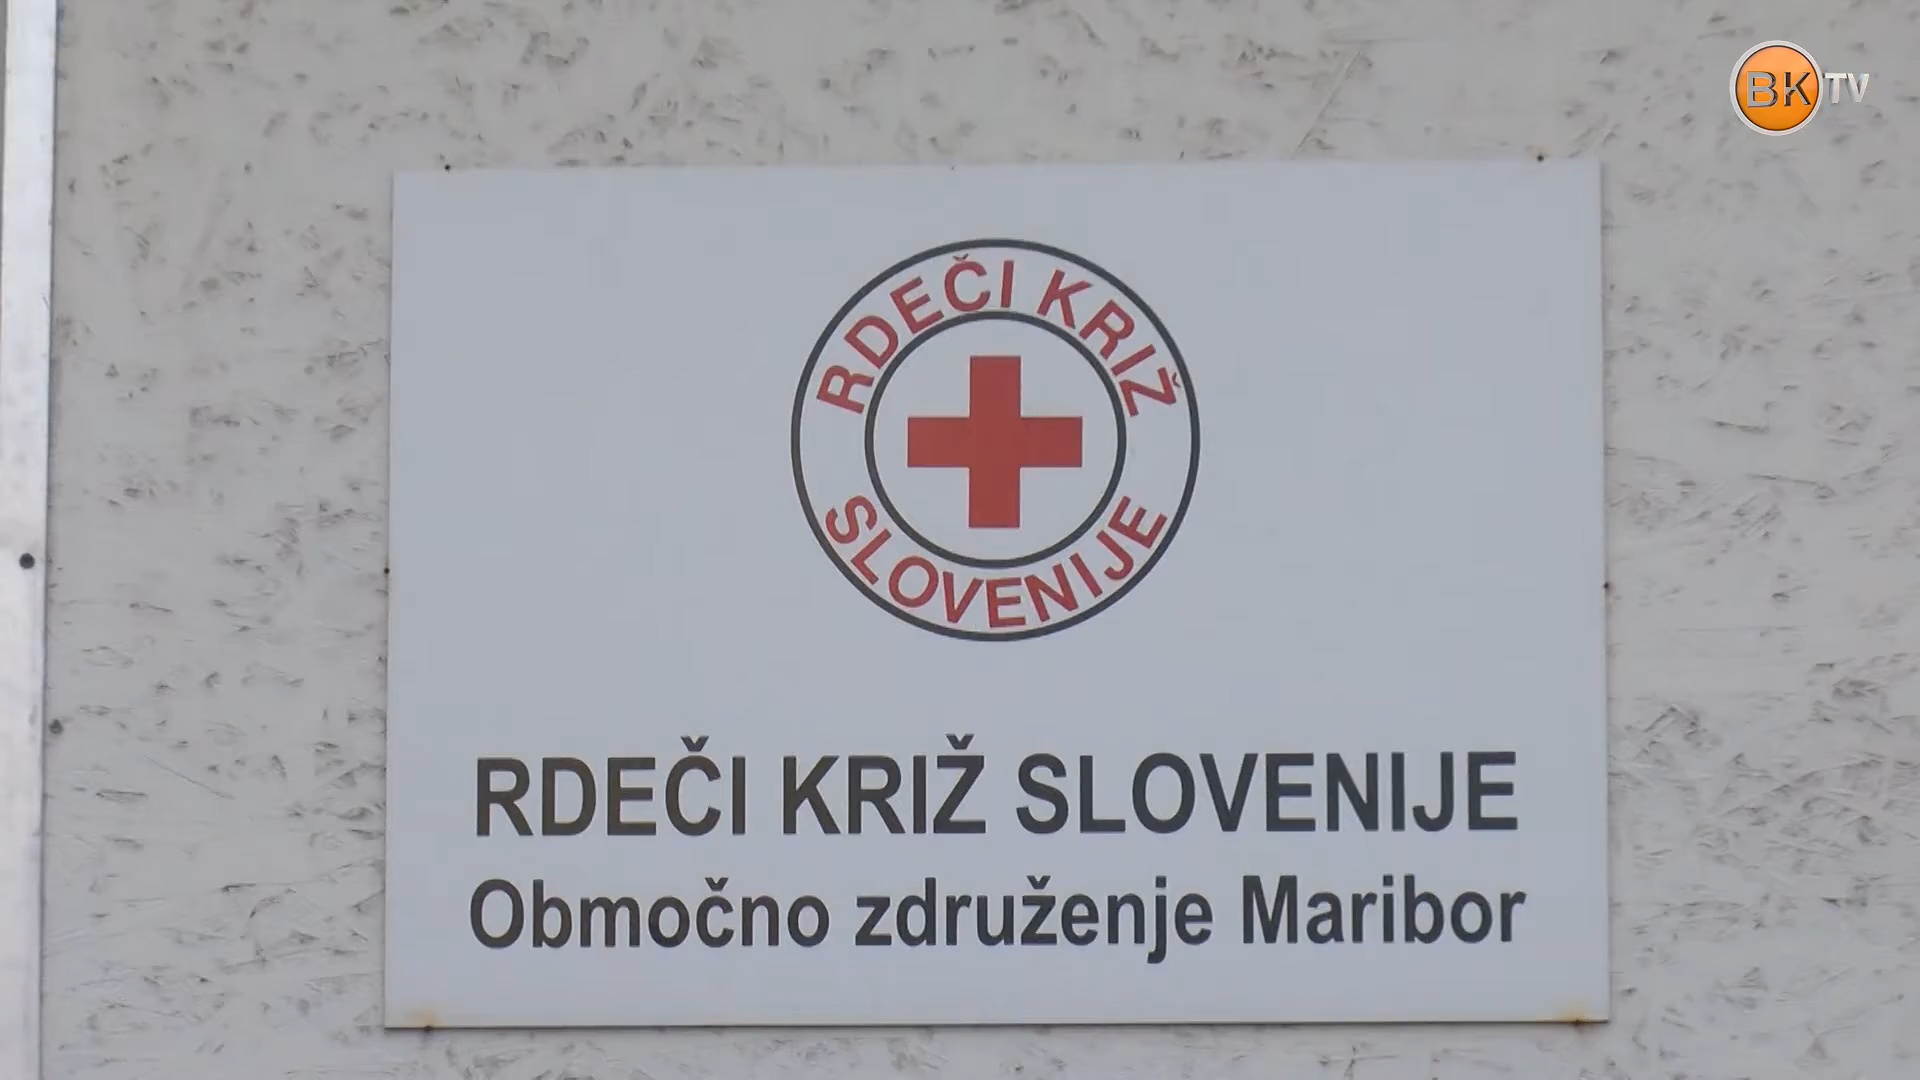 BK TV
RDEČI KRIŽ
SLOVENIJE
RDEČI KRIŽ SLOVENIJE
Območno združenje Maribor